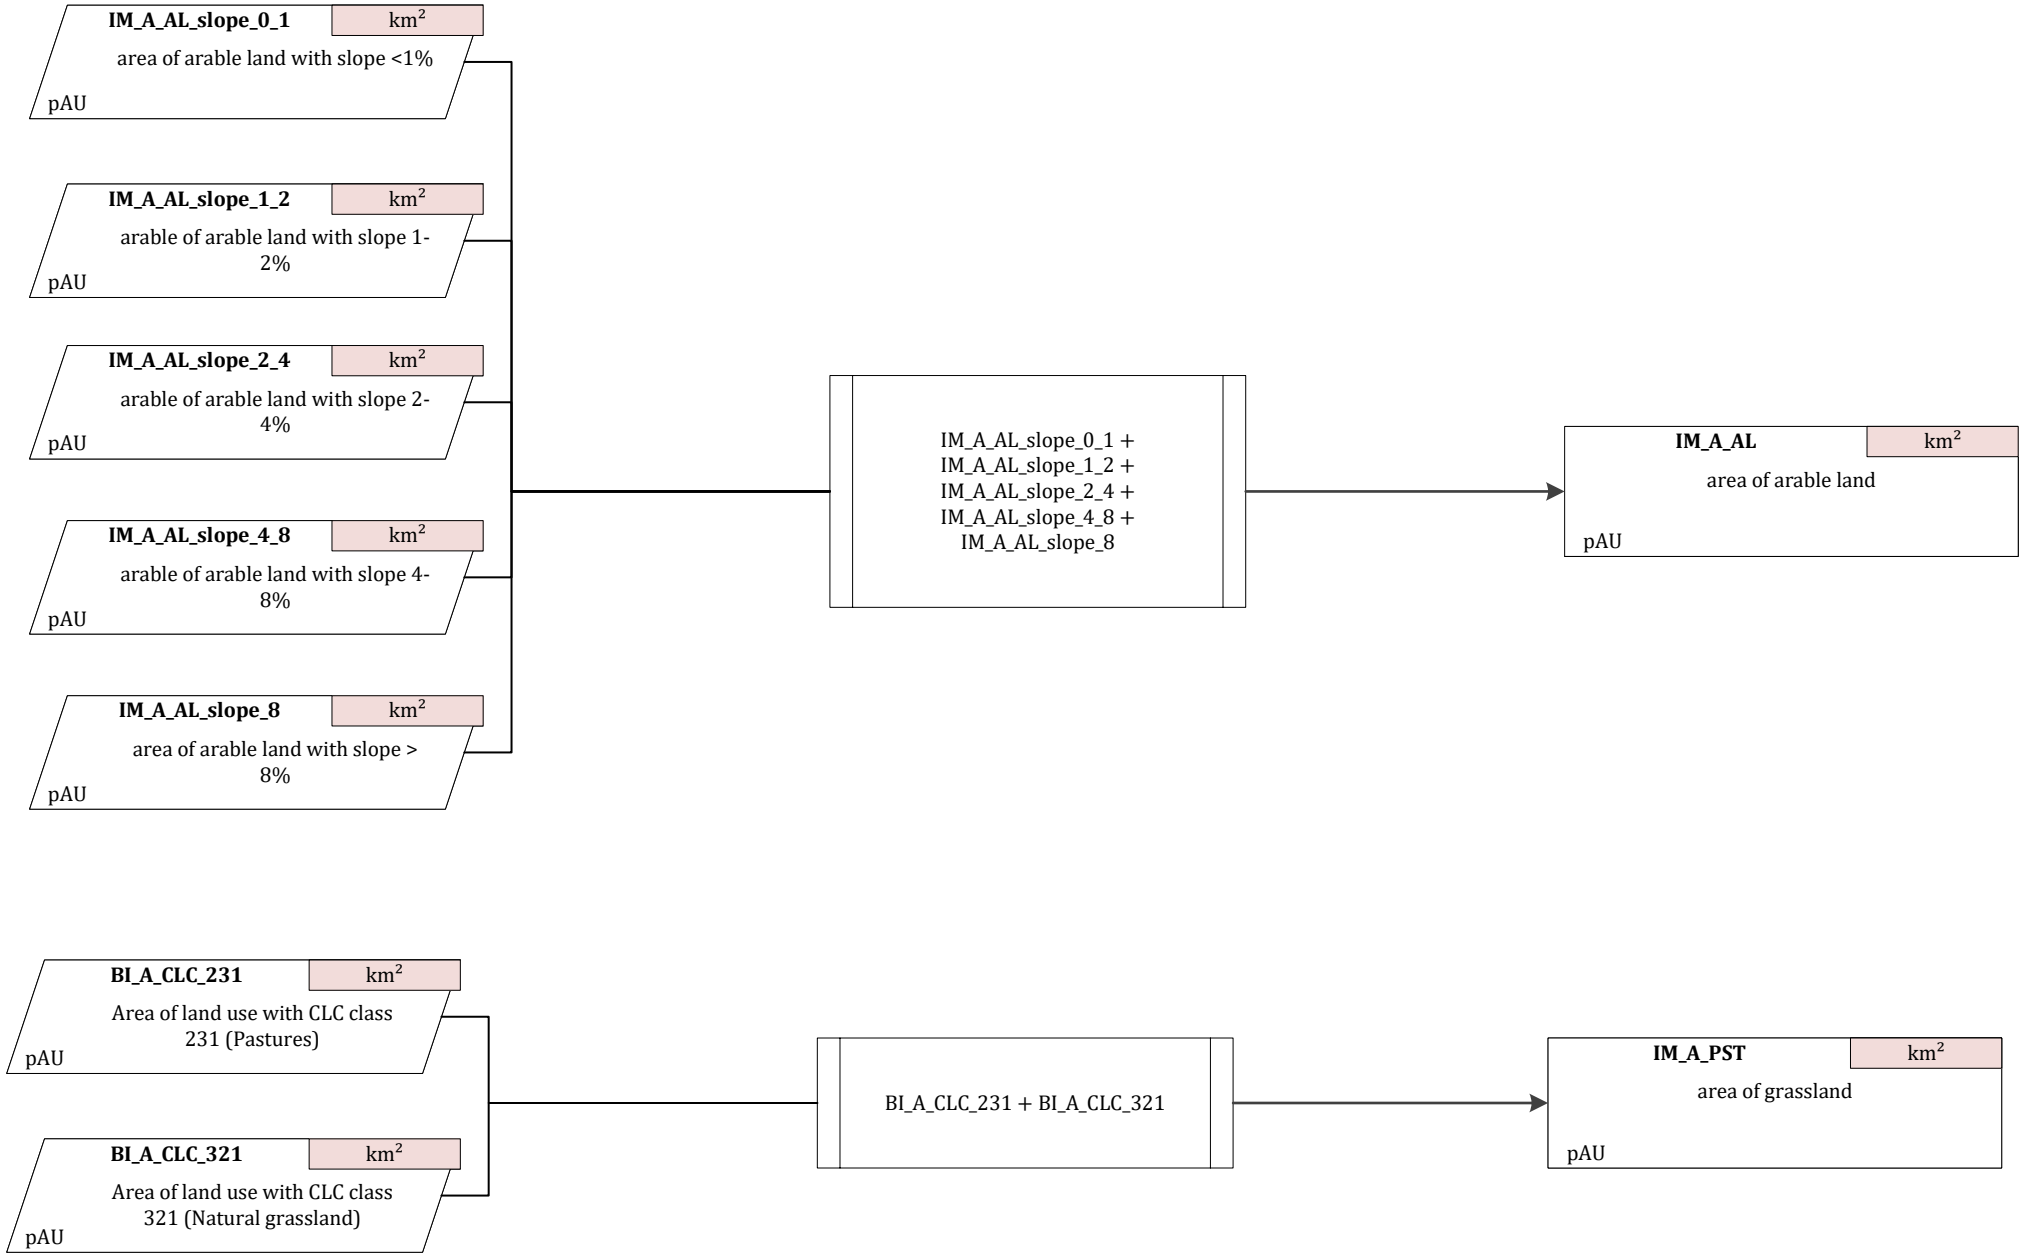 IM_A_AL_slope_0_1 km²
area of arable land with slope <1%
pAU
IM_A_AL_slope_1_2 km²
arable of arable land with slope 1-
2%
pAU
IM_A_AL_slope_2_4 km²
arable of arable land with slope 2-
4%
pAU
IM_A_AL_slope_4_8 km²
arable of arable land with slope 4-
8%
pAU
IM_A_AL_slope_8 km²
area of arable land with slope >
8%
pAU
IM_A_AL_slope_0_1 +
IM_A_AL_slope_1_2 +
IM_A_AL_slope_2_4 +
IM_A_AL_slope_4_8 +
IM_A_AL_slope_8
IM_A_AL km²
area of arable land
pAU
BI_A_CLC_231 km²
Area of land use with CLC class
231 (Pastures)
pAU
BI_A_CLC_321 km²
Area of land use with CLC class
321 (Natural grassland)
pAU
BI_A_CLC_231 + BI_A_CLC_321
IM_A_PST km²
area of grassland
pAU